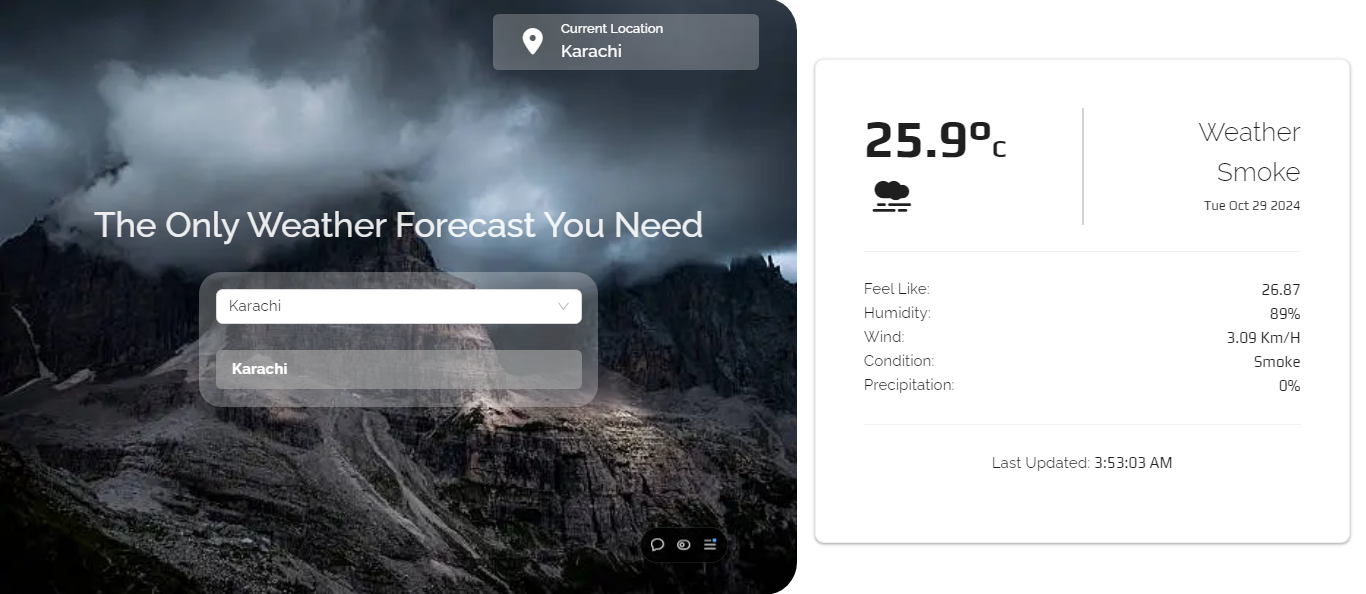 Current Location
Karachi
The Only Weather Forecast You Need
Karachi
Karachi
25.9°C
Weather
Smoke
Tue Oct 29 2024
Feel Like: 26.87
Humidity: 89%
Wind: 3.09 Km/H
Condition: Smoke
Precipitation: 0%
Last Updated: 3:53:03 AM